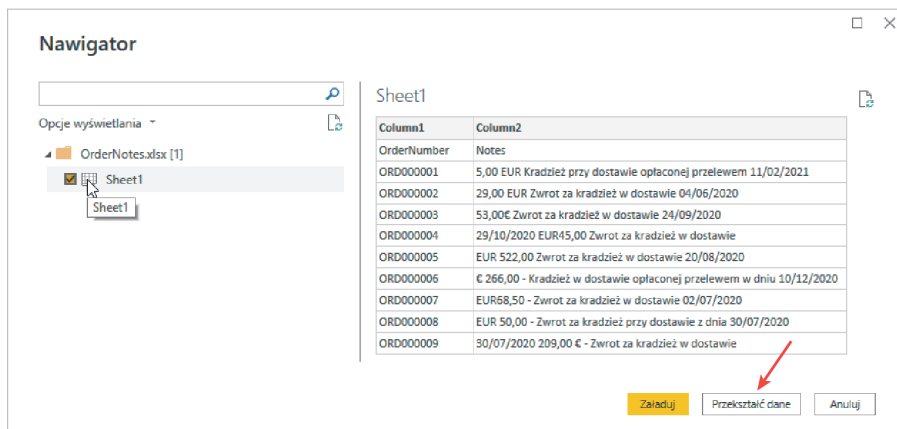 Nawigator
Opcje wyświetlania
OrderNotes.xlsx [1]
Sheet1
Sheet1
Sheet1
Column1 Column2
OrderNumber Notes
ORD000001 5,00 EUR Kradzież przy dostawie opłaconej przelewem 11/02/2021
ORD000002 29,00 EUR Zwrot za kradzież w dostawie 04/06/2020
ORD000003 53,00€ Zwrot za kradzież w dostawie 24/09/2020
ORD000004 29/10/2020 EUR45,00 Zwrot za kradzież w dostawie
ORD000005 EUR 522,00 Zwrot za kradzież w dostawie 20/08/2020
ORD000006 € 266,00 - Kradzież w dostawie opłaconej przelewem w dniu 10/12/2020
ORD000007 EUR68,50 - Zwrot za kradzież w dostawie 02/07/2020
ORD000008 EUR 50,00 - Zwrot za kradzież przy dostawie z dnia 30/07/2020
ORD000009 30/07/2020 209,00 € - Zwrot za kradzież w dostawie
Załaduj Przekształć dane Anuluj